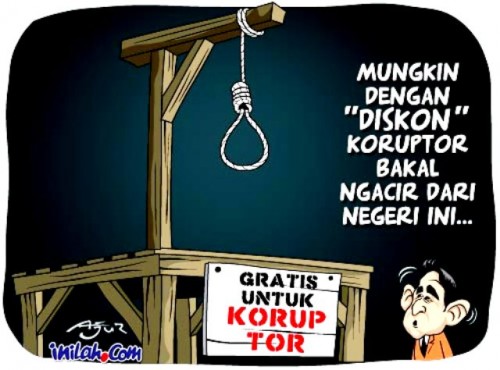 MUNGKIN
DENGAN
"DISKON"
KORUPTOR
BAKAL
NGACIR DARI
NEGERI INI...
GRATIS
UNTUK
KORUP
TOR
inilah.com